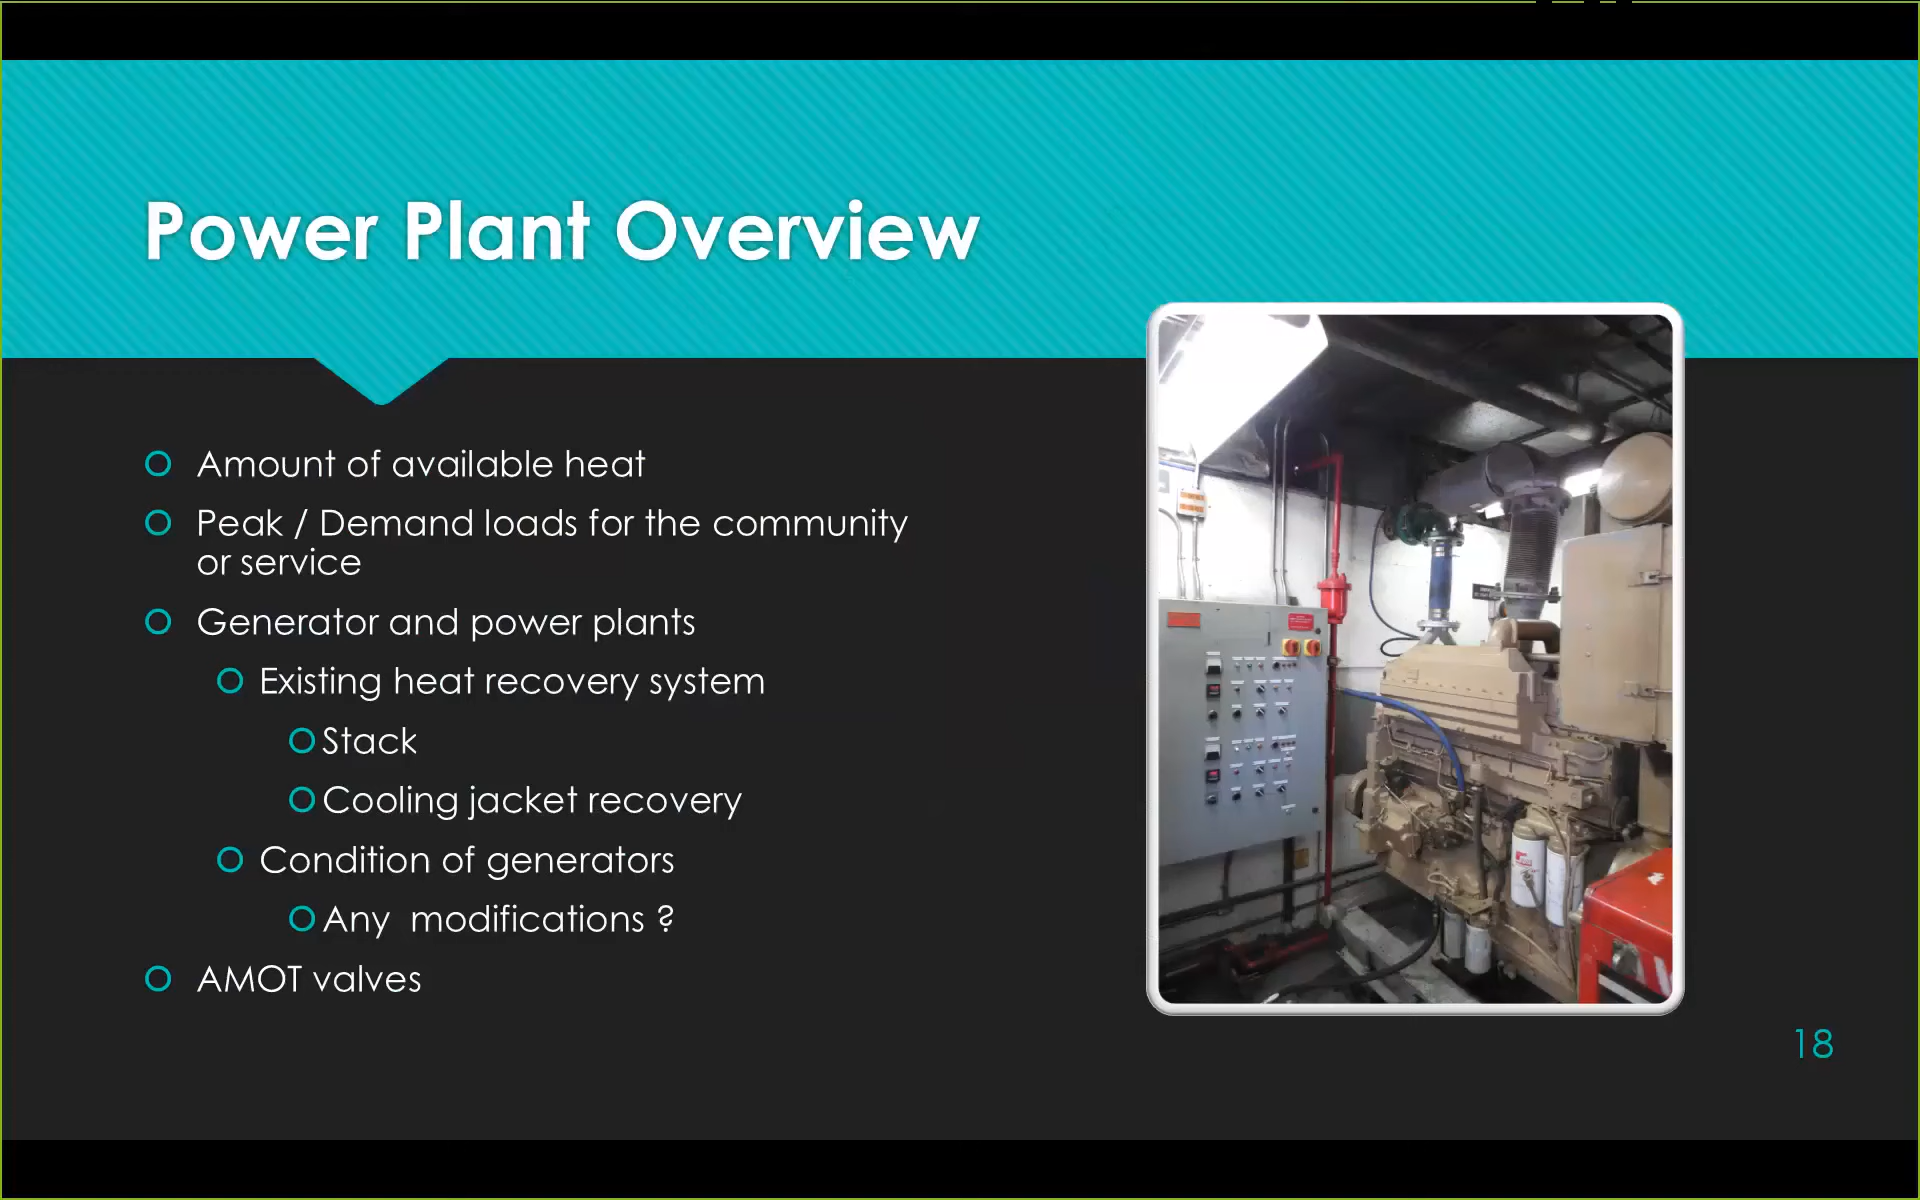 Power Plant Overview
Amount of available heat
Peak / Demand loads for the community
or service
Generator and power plants
Existing heat recovery system
Stack
Cooling jacket recovery
Condition of generators
Any  modifications ?
AMOT valves
18